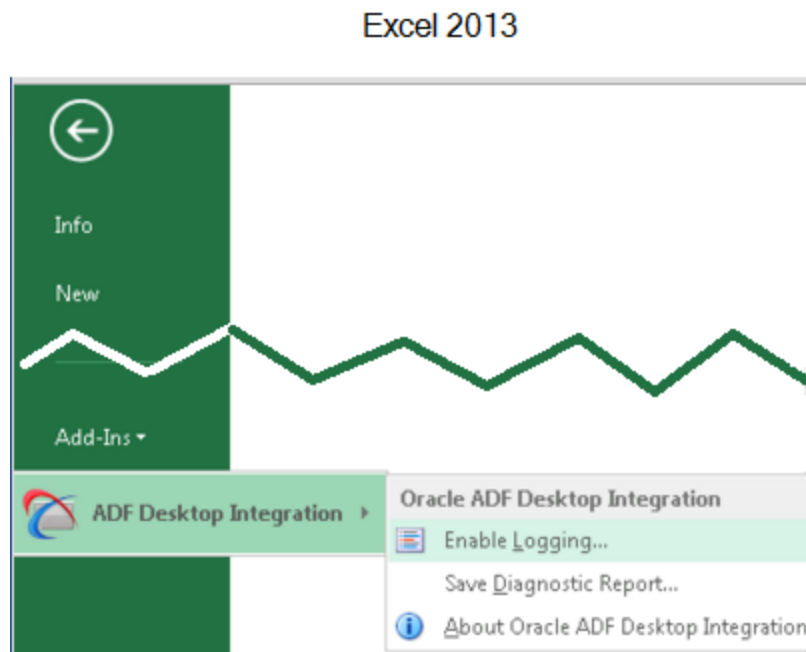 Excel 2013
Info
New
Add-Ins
ADF Desktop Integration
Oracle ADF Desktop Integration
Enable Logging...
Save Diagnostic Report...
About Oracle ADF Desktop Integration